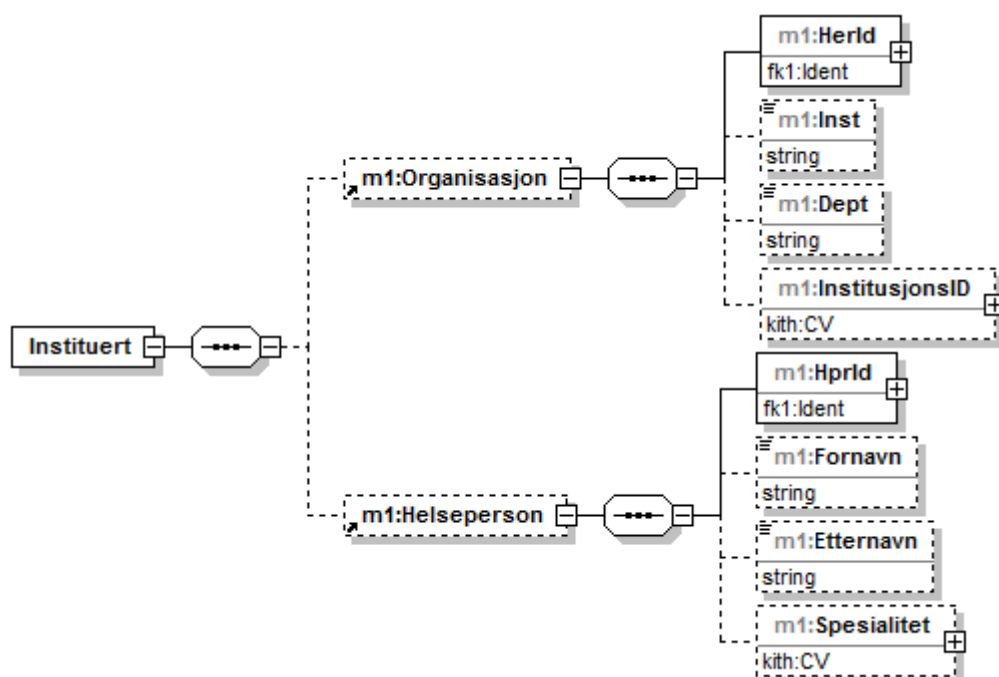 m1:HerId
fk1:Ident
m1:Inst
string
m1:Organisasjon
m1:Dept
string
m1:InstitusjonsID
kith:CV
Instituert
m1:HprId
fk1:Ident
m1:Fornavn
string
m1:Helseperson
m1:Etternavn
string
m1:Spesialitet
kith:CV